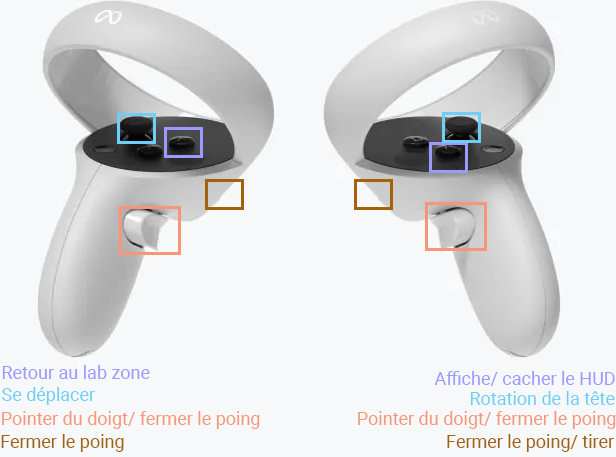 Retour au lab zone
Se déplacer
Pointer du doigt/ fermer le poing
Fermer le poing
Affiche/ cacher le HUD
Rotation de la tête
Pointer du doigt/ fermer le poing
Fermer le poing/ tirer